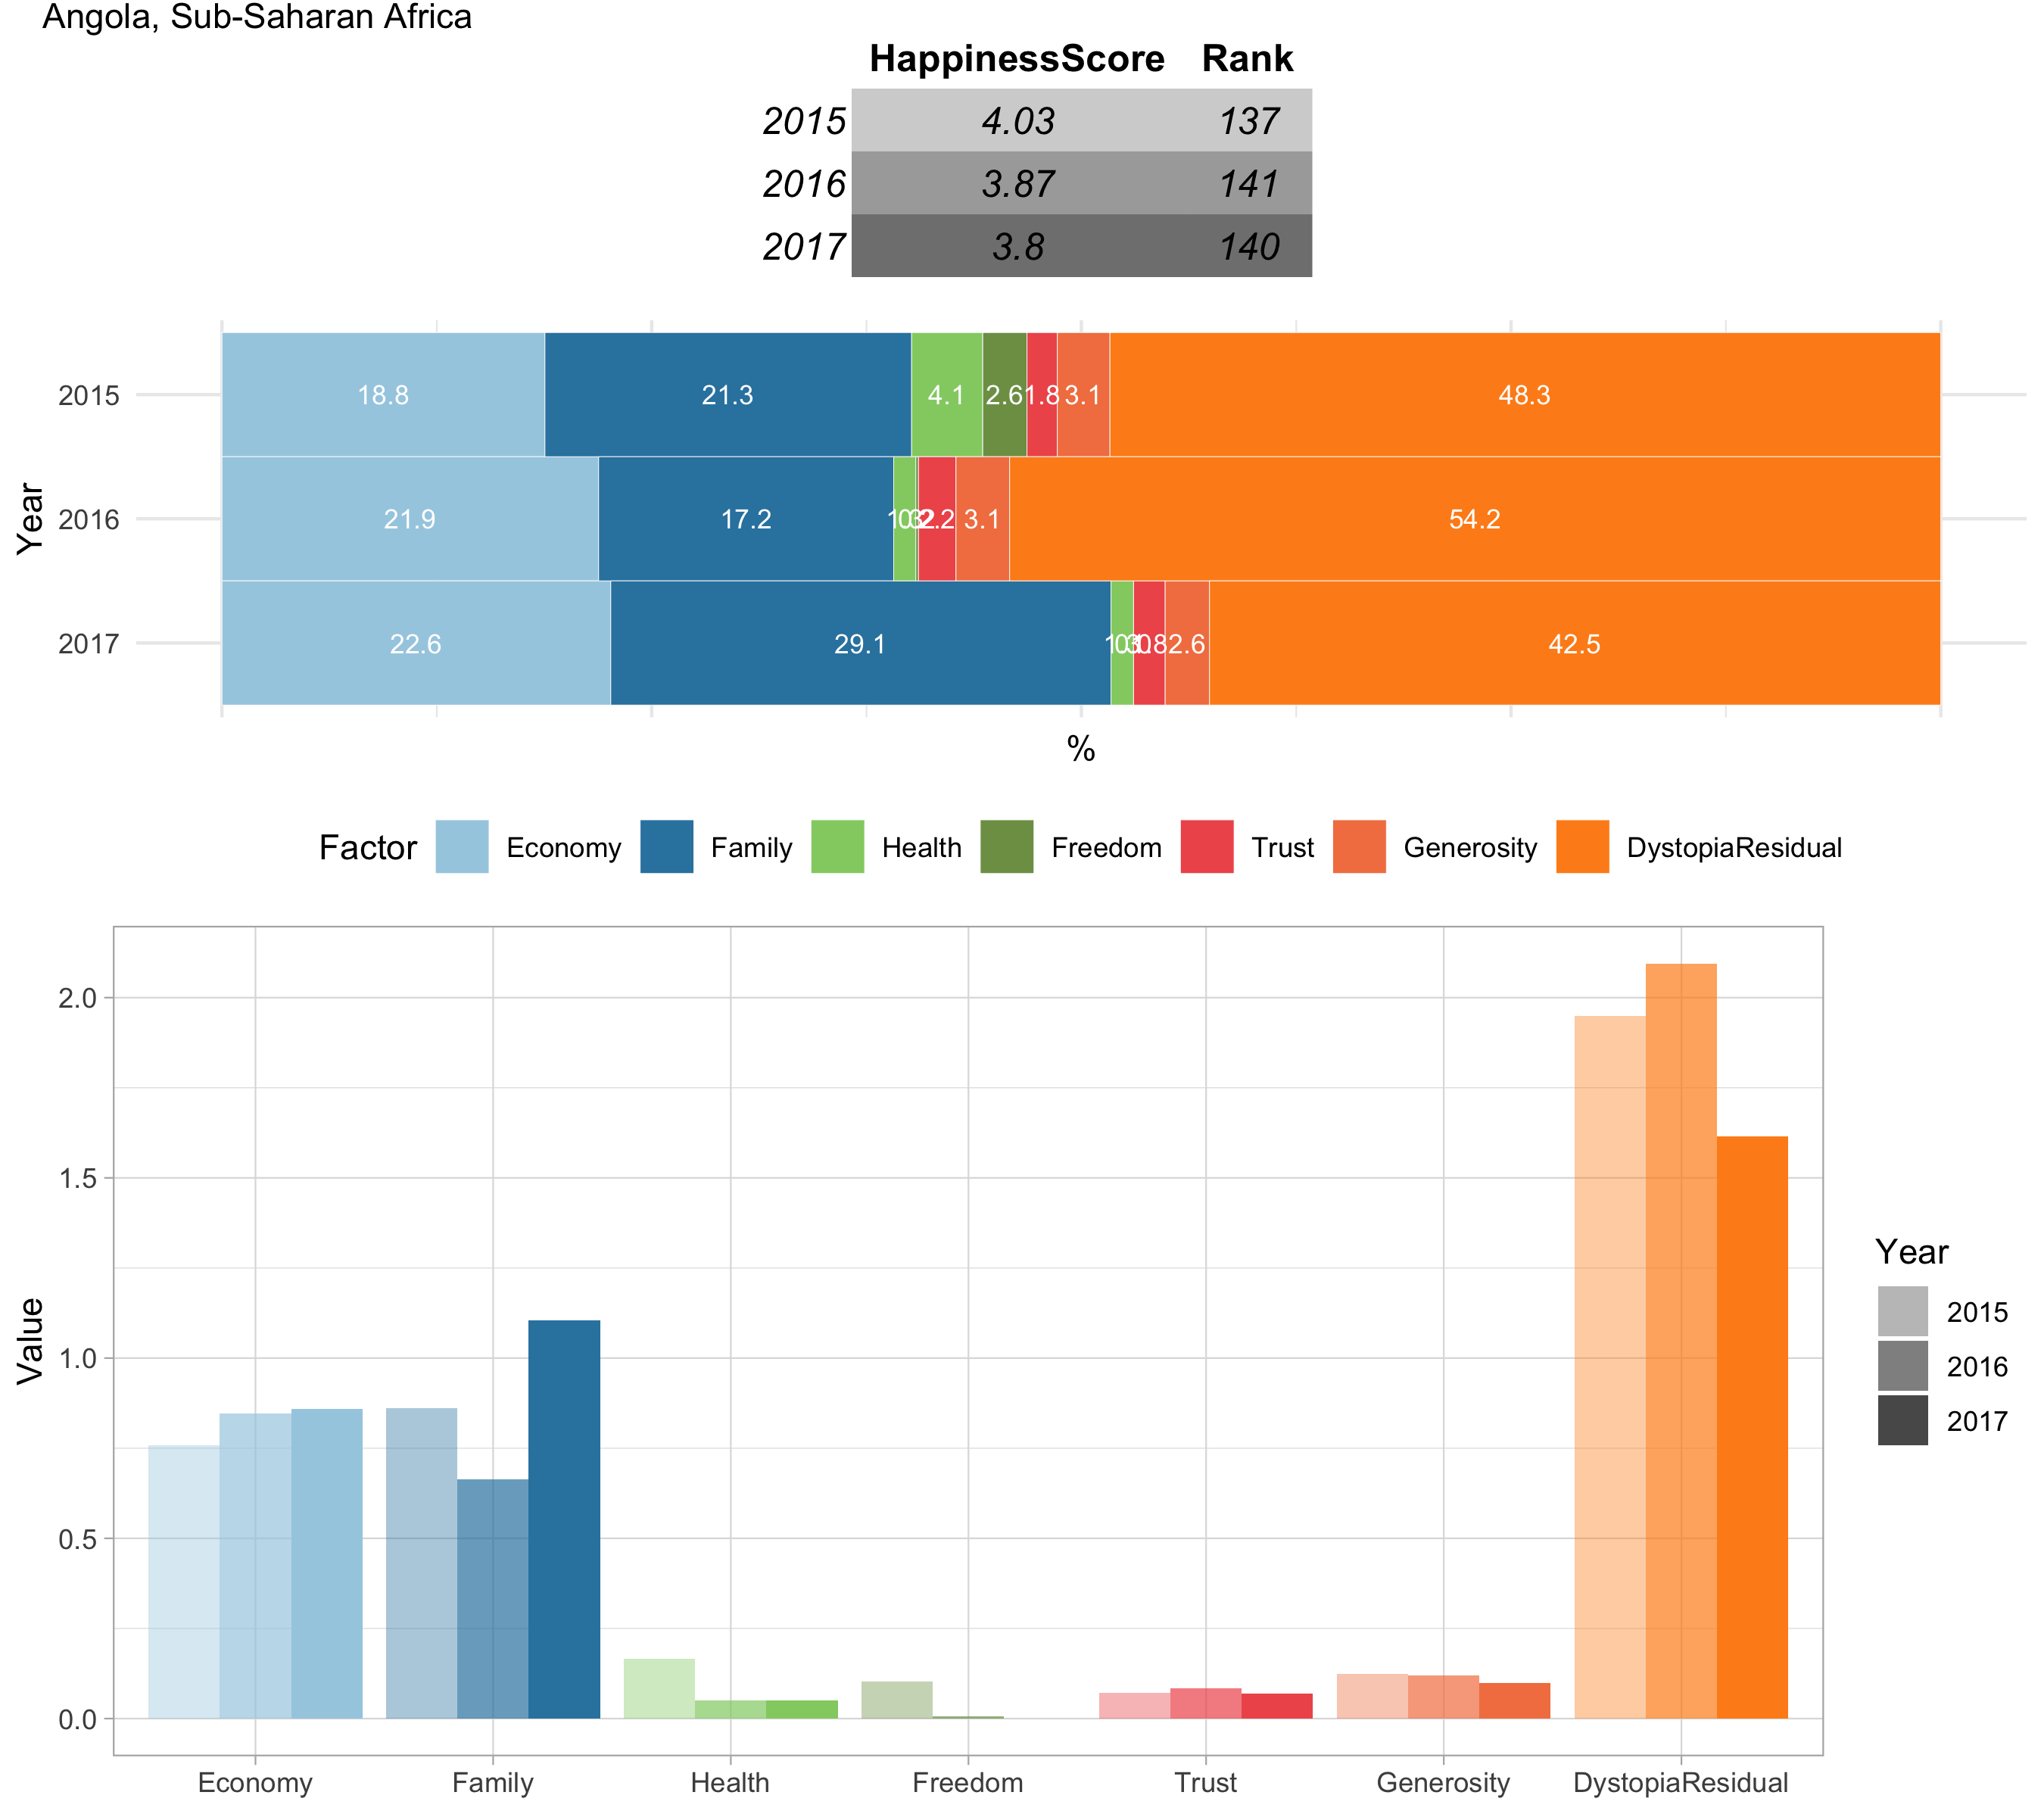 Angola, Sub-Saharan Africa
HappinessScore Rank
2015 4.03 137
2016 3.87 141
2017 3.8 140
2015 18.8 21.3 4.1 2.6 1.8 3.1 48.3
2016 21.9 17.2 3.1 54.2
2017 22.6 29.1 2.6 42.5
Year
%
Factor Economy Family Health Freedom Trust Generosity DystopiaResidual
2.0
1.5
1.0
0.5
0.0
Value
Economy Family Health Freedom Trust Generosity DystopiaResidual
Year
2015
2016
2017